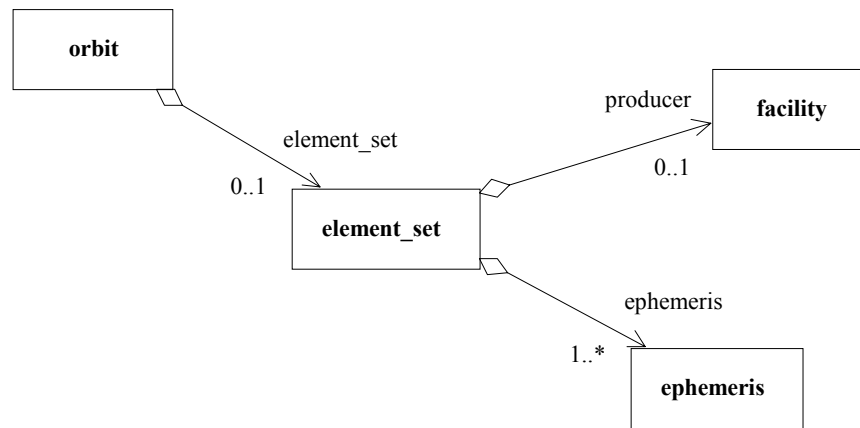 orbit
producer
facility
element_set
0..1
0..1
element_set
ephemeris
1..*
ephemeris